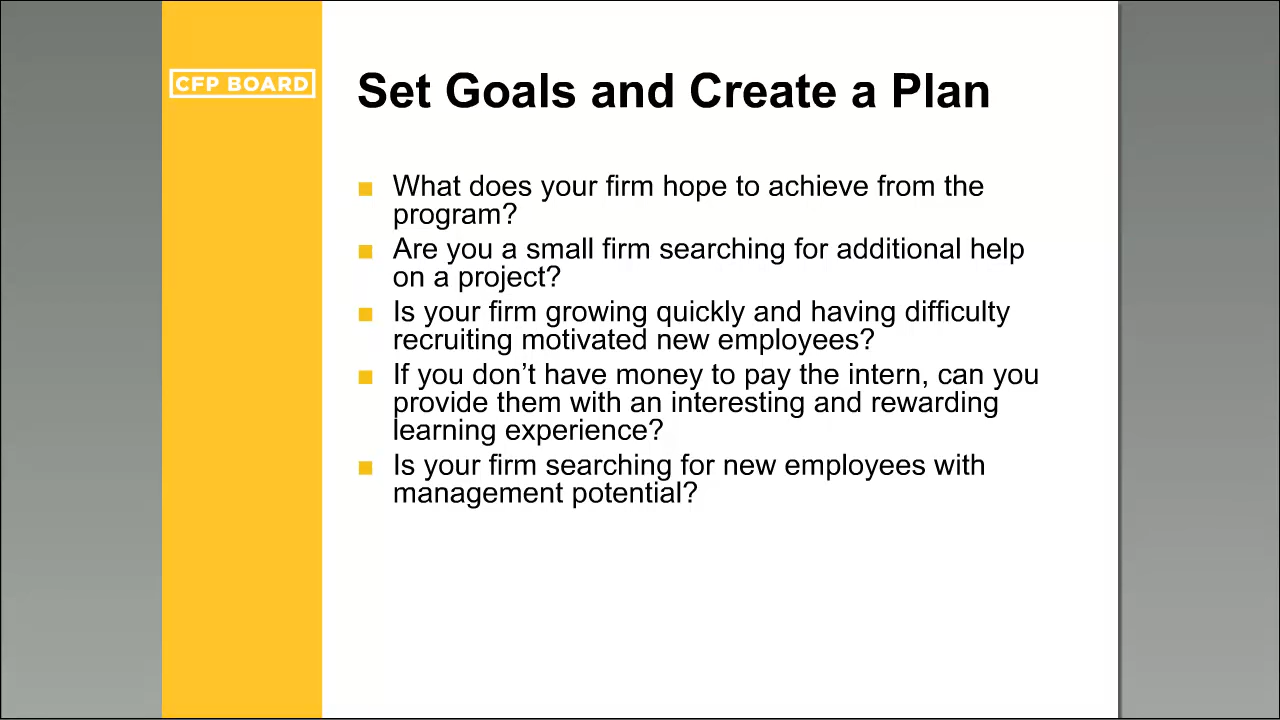 CFP BOARD
Set Goals and Create a Plan
■ What does your firm hope to achieve from the
program?
■ Are you a small firm searching for additional help
on a project?
■ Is your firm growing quickly and having difficulty
recruiting motivated new employees?
■ If you don’t have money to pay the intern, can you
provide them with an interesting and rewarding
learning experience?
■ Is your firm searching for new employees with
management potential?